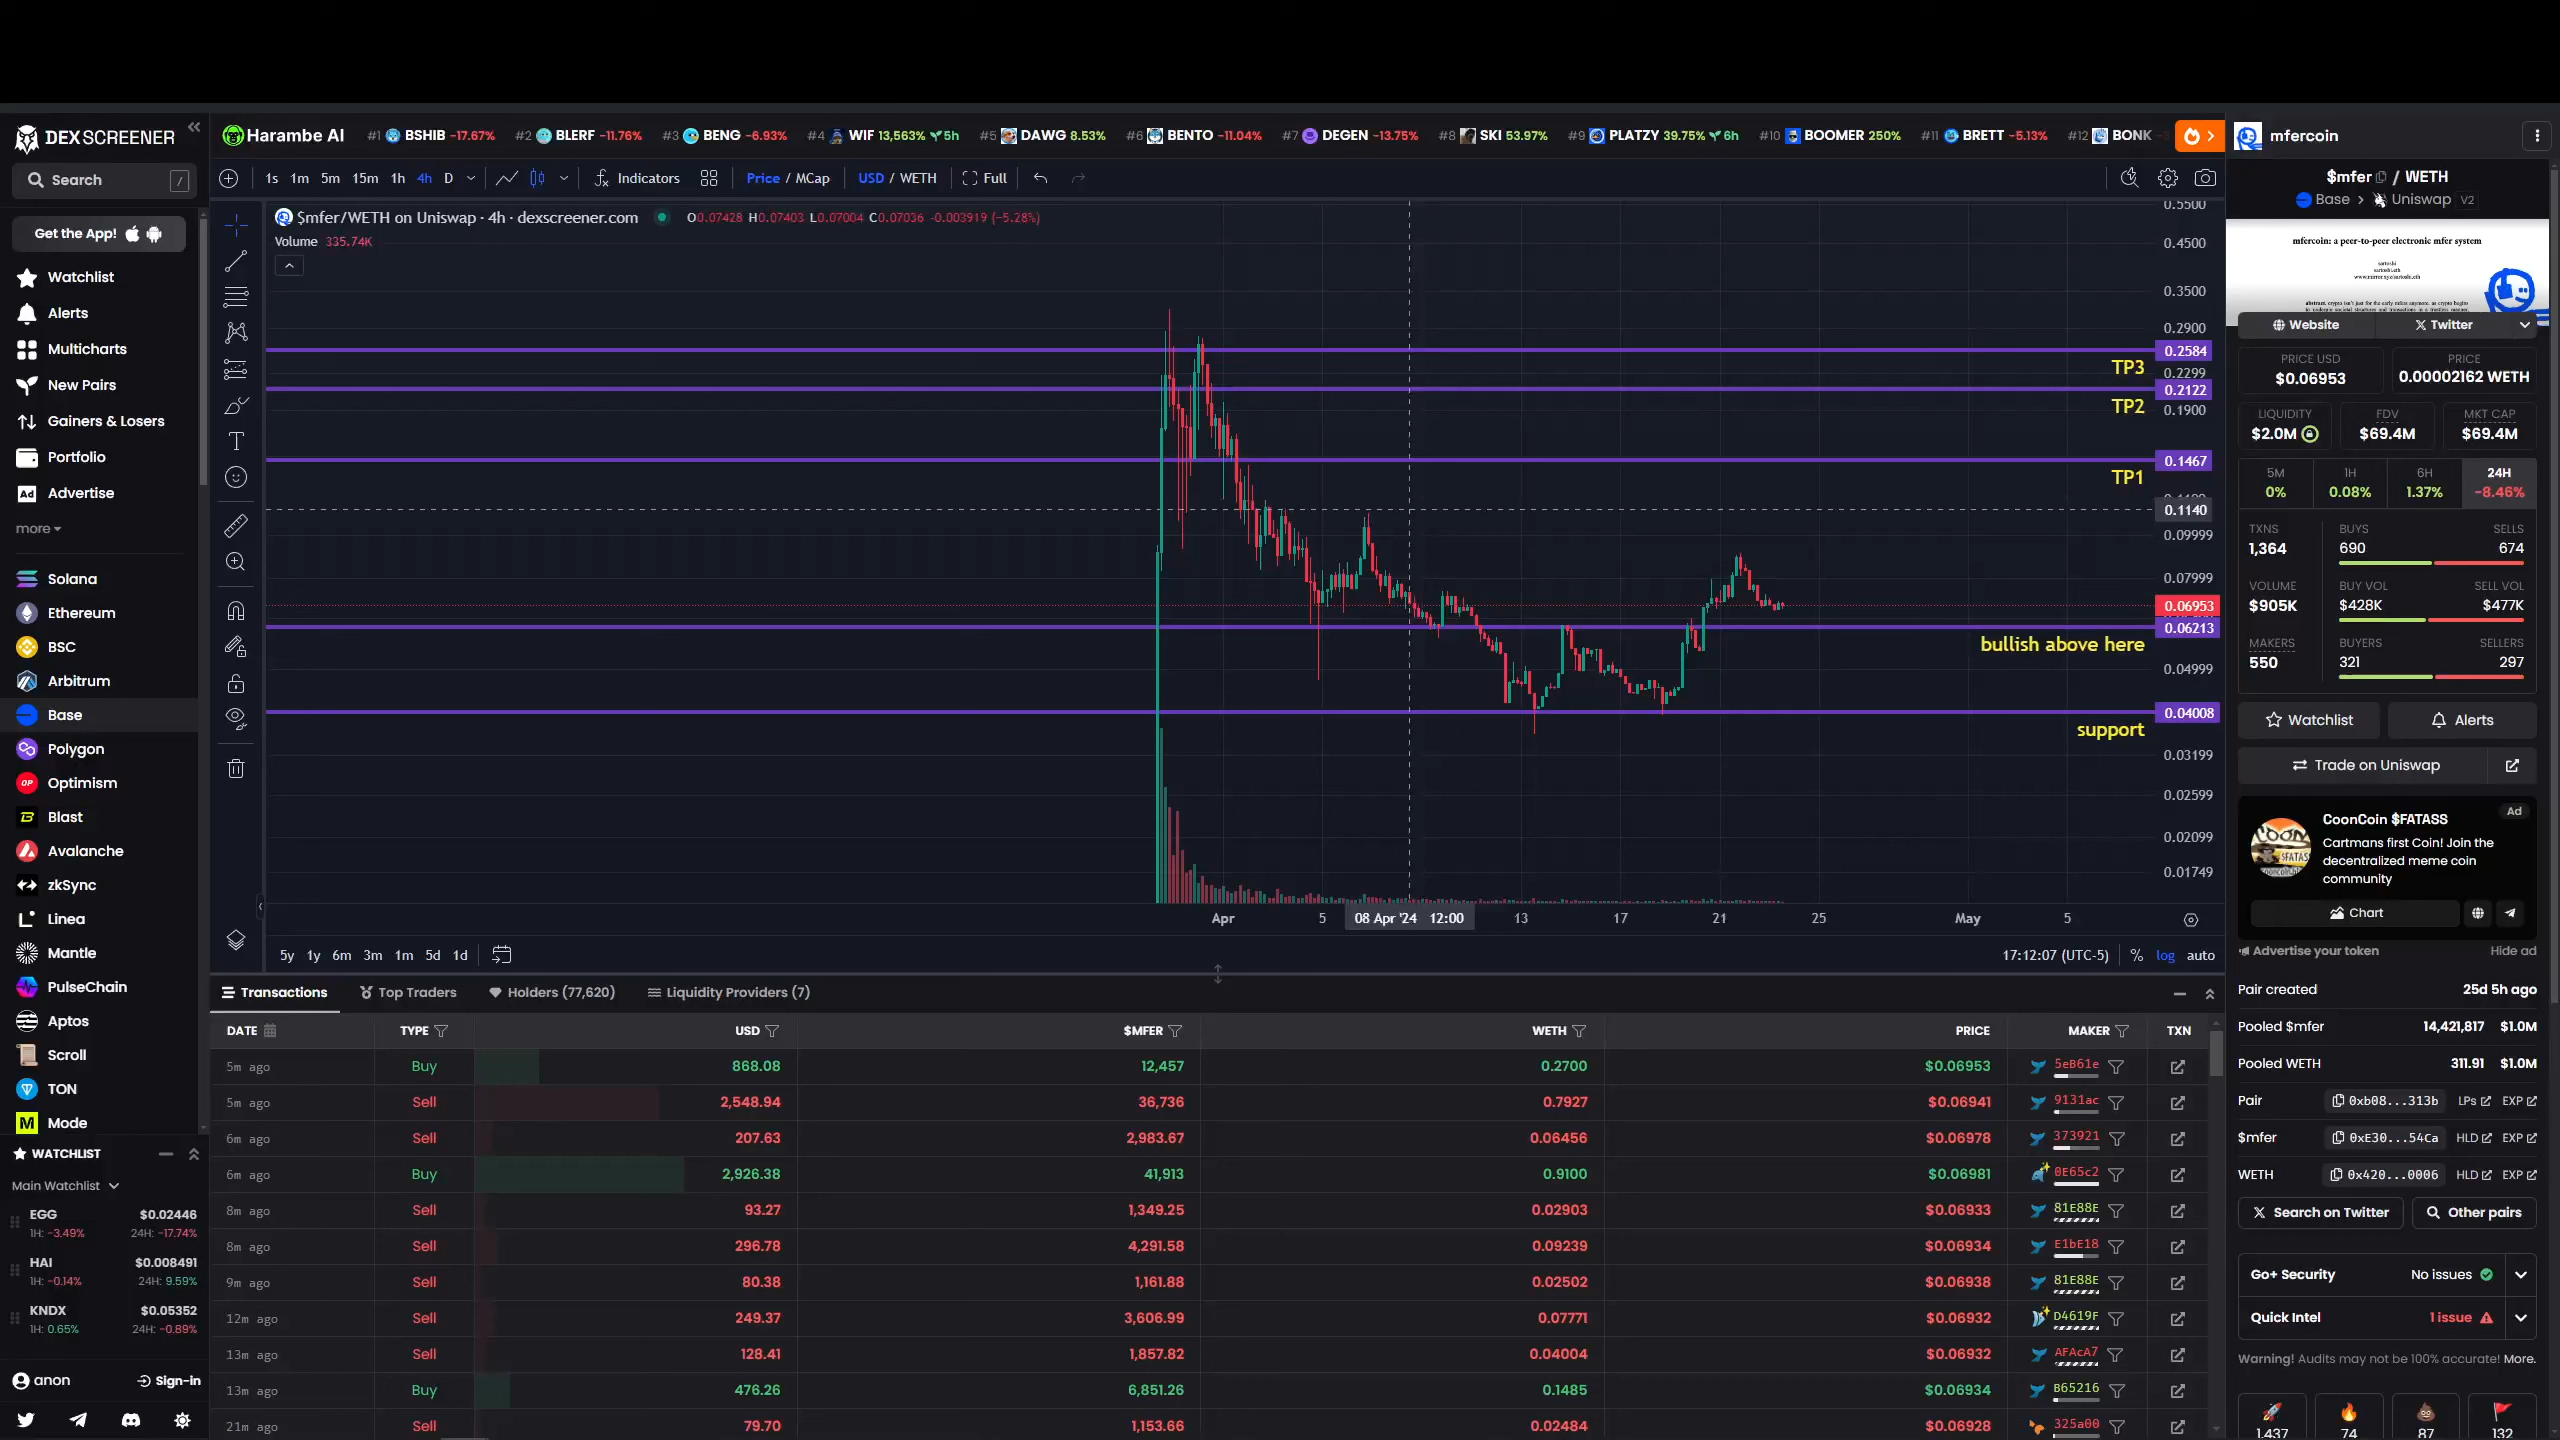 DEXSCREENER
Search /
Get the App!
Watchlist
Alerts
Multicharts
New Pairs
Gainers & Losers
Portfolio
Ad Advertise
more
Solana
Ethereum
BSC
Arbitrum
Base
Polygon
OP Optimism
Blast
Avalanche
zkSync
Linea
Mantle
PulseChain
Aptos
Scroll
TON
M Mode
WATCHLIST
Main Watchlist
EGG $0.02446
1H: -3.49% 24H: -17.74%
HAI $0.008491
1H: -0.14% 24H: 9.59%
KNDX $0.05352
1H: 0.65% 24H: -0.89%
anon Sign-in
Harambe AI #1 BSHIB -17.67% #2 BLERF -11.76% #3 BENG -6.93% #4 WIF 13,563% 5h #5 DAWG 8.53% #6 BENTO -11.04% #7 DEGEN -13.75% #8 SKI 53.97% #9 PLATZY 39.75% 6h #10 BOOMER 250% #11 BRETT -5.13% #12 BONK
1s 1m 5m 15m 1h 4h D Indicators Price / MCap USD / WETH Full
$mfer/WETH on Uniswap · 4h · dexscreener.com O0.07428 H0.07403 L0.07004 C0.07036 -0.003919 (-5.28%)
Volume 335.74K
0.5500
0.4500
0.3500
0.2900
0.2584
TP3
0.2299
0.2122
TP2
0.1900
0.1467
TP1
0.1140
0.09999
0.07999
0.06953
0.06213
bullish above here
0.04999
0.04008
support
0.03199
0.02599
0.02099
0.01749
Apr 5 08 Apr '24 12:00 13 17 21 25 May 5
5y 1y 6m 3m 1m 5d 1d 17:12:07 (UTC-5) % log auto
Transactions Top Traders Holders (77,620) Liquidity Providers (7)
DATE TYPE USD $MFER WETH PRICE MAKER TXN
5m ago Buy 868.08 12,457 0.2700 $0.06953 5eB61e
5m ago Sell 2,548.94 36,736 0.7927 $0.06941 9131ac
6m ago Sell 207.63 2,983.67 0.06456 $0.06978 373921
6m ago Buy 2,926.38 41,913 0.9100 $0.06981 0E65c2
8m ago Sell 93.27 1,349.25 0.02903 $0.06933 81E88E
8m ago Sell 296.78 4,291.58 0.09239 $0.06934 E1bE18
9m ago Sell 80.38 1,161.88 0.02502 $0.06938 81E88E
12m ago Sell 249.37 3,606.99 0.07771 $0.06932 D4619F
13m ago Sell 128.41 1,857.82 0.04004 $0.06932 AFAcA7
13m ago Buy 476.26 6,851.26 0.1485 $0.06934 B65216
21m ago Sell 79.70 1,153.66 0.02484 $0.06928 325a00
mfercoin
$mfer / WETH
Base > Uniswap V2
mfercoin: a peer-to-peer electronic mfer system
sartoshi
sartoshi.eth
Website Twitter
PRICE USD PRICE
$0.06953 0.00002162 WETH
LIQUIDITY FDV MKT CAP
$2.0M $69.4M $69.4M
5M 1H 6H 24H
0% 0.08% 1.37% -8.46%
TXNS BUYS SELLS
1,364 690 674
VOLUME BUY VOL SELL VOL
$905K $428K $477K
MAKERS BUYERS SELLERS
550 321 297
Watchlist Alerts
Trade on Uniswap
CoonCoin $FATASS Ad
Cartmans first Coin! Join the
decentralized meme coin
community
Chart
Advertise your token Hide ad
Pair created 25d 5h ago
Pooled $mfer 14,421,817 $1.0M
Pooled WETH 311.91 $1.0M
Pair 0xb08...313b LPs EXP
$mfer 0xE30...54Ca HLD EXP
WETH 0x420...0006 HLD EXP
Search on Twitter Other pairs
Go+ Security No issues
Quick Intel 1 issue
Warning! Audits may not be 100% accurate! More.
1,437 74 87 132